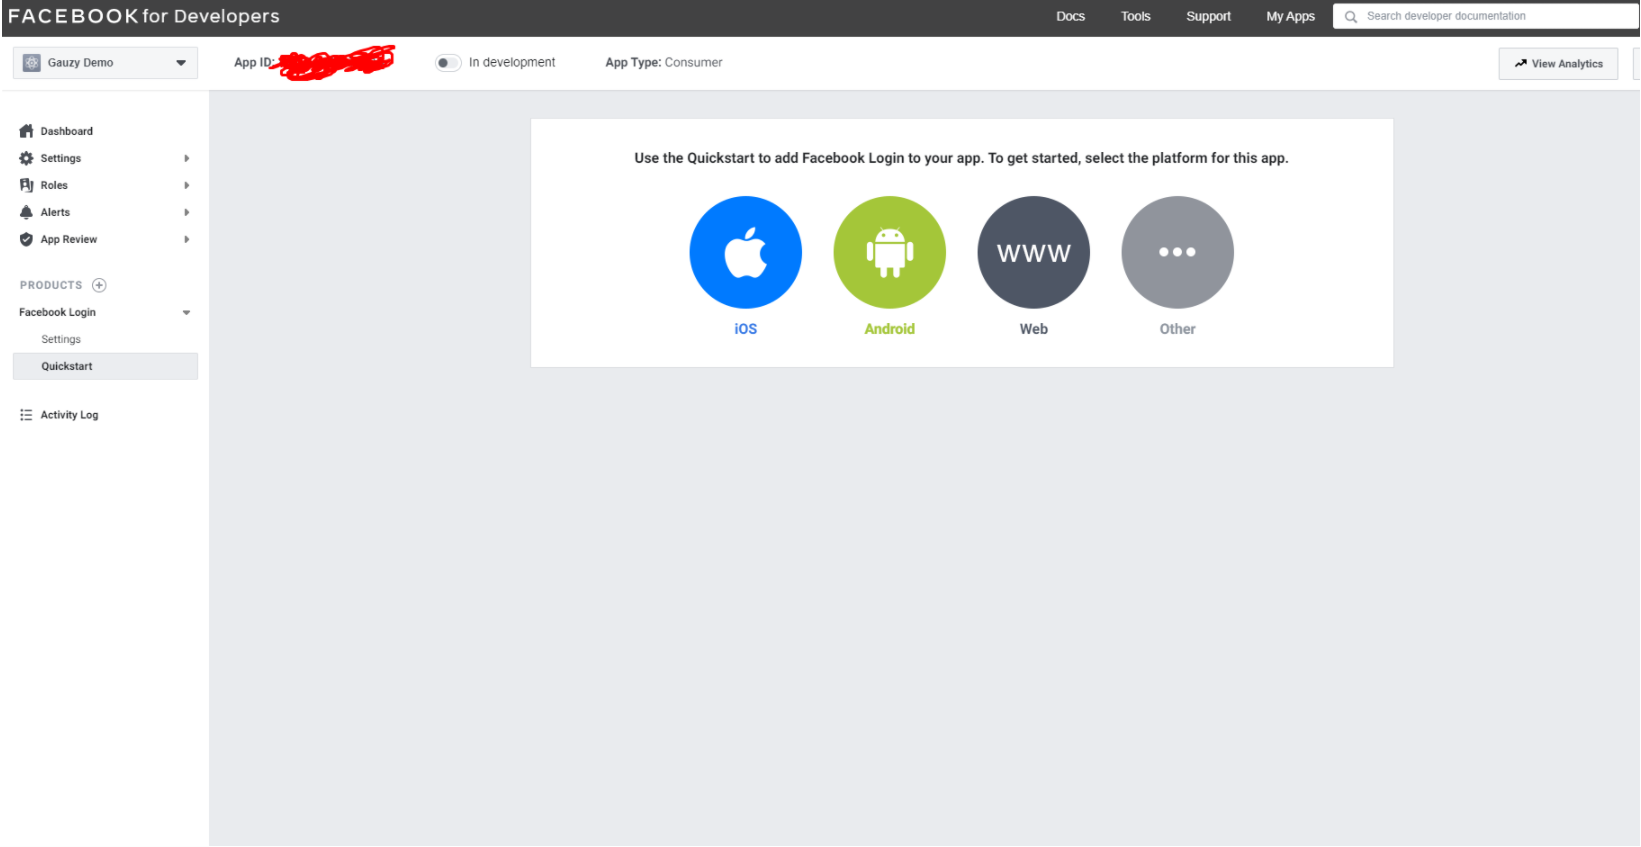 FACEBOOK for Developers
Docs Tools Support My Apps Search developer documentation
Gauzy Demo
App ID:
In development
App Type: Consumer
View Analytics
Dashboard
Settings
Roles
Alerts
App Review
PRODUCTS
Facebook Login
Settings
Quickstart
Activity Log
Use the Quickstart to add Facebook Login to your app. To get started, select the platform for this app.
www
iOS Android Web Other